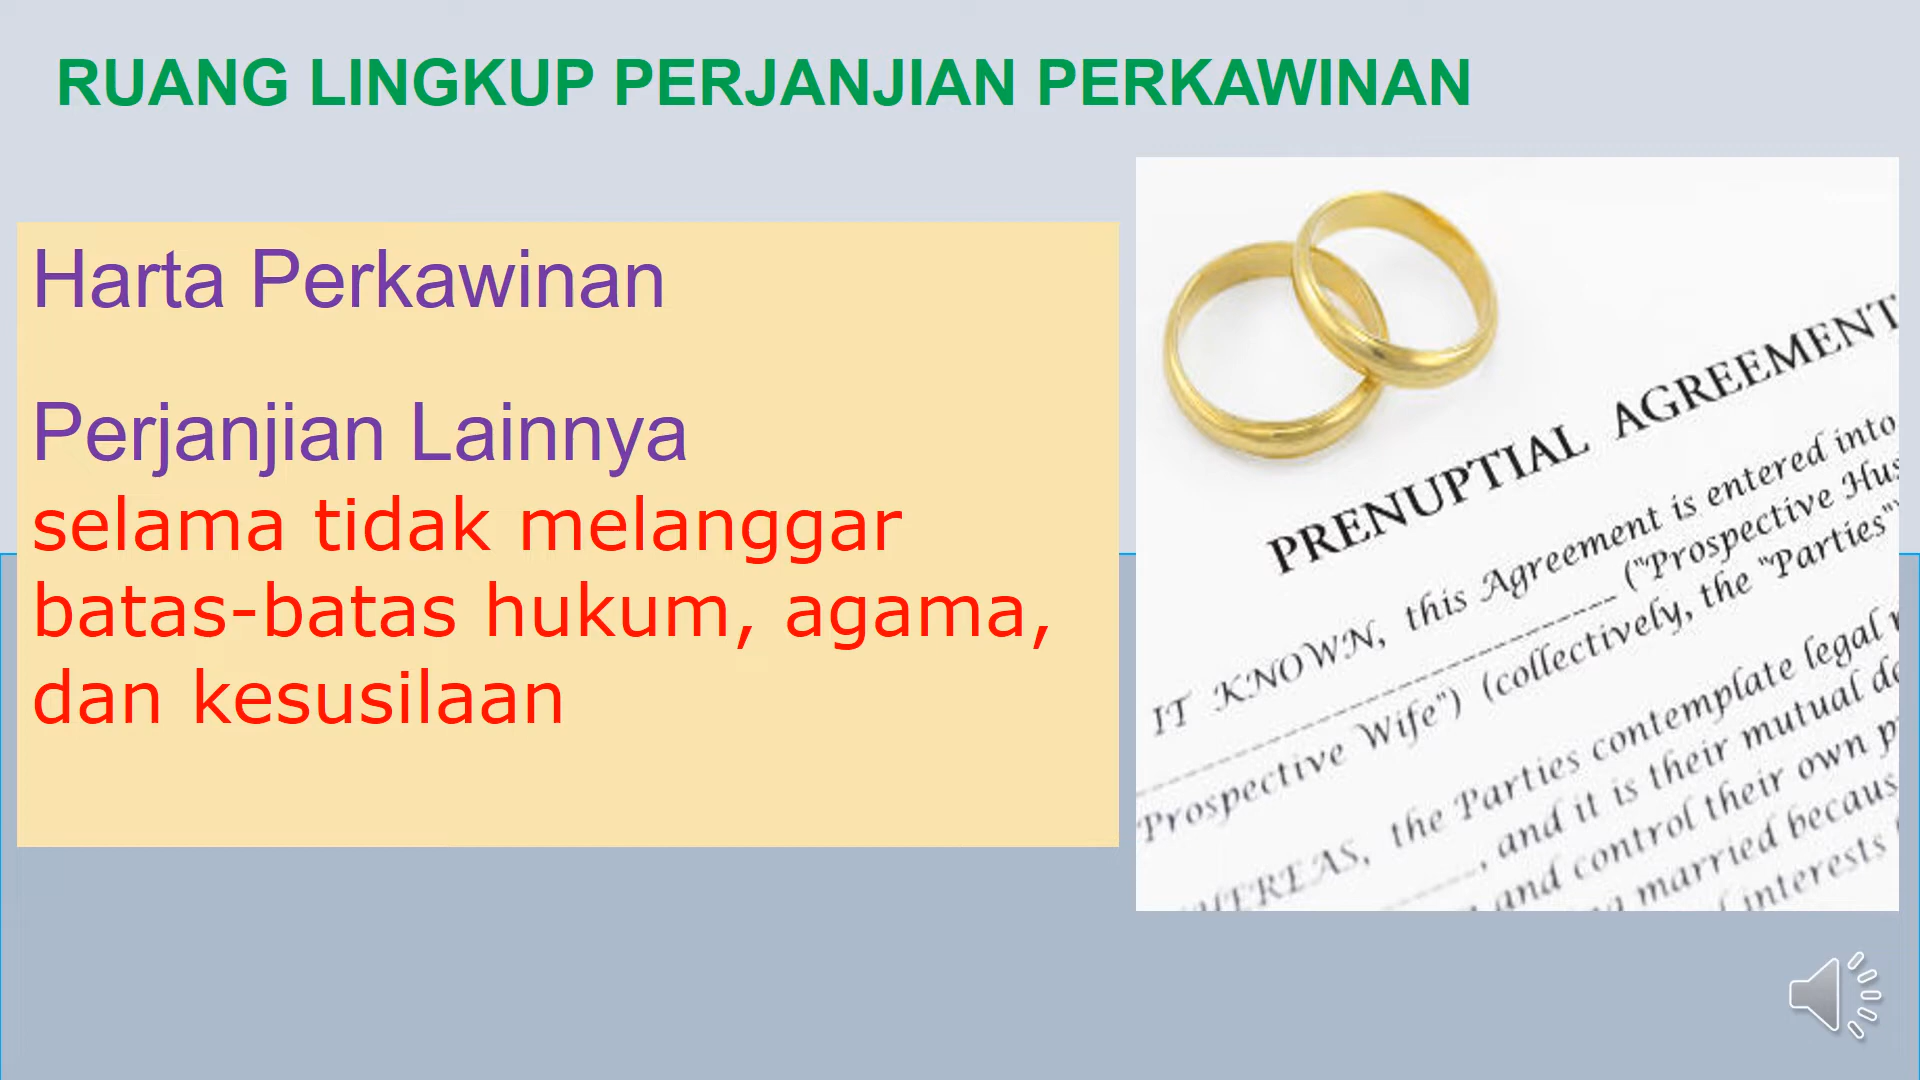 RUANG LINGKUP PERJANJIAN PERKAWINAN
Harta Perkawinan
Perjanjian Lainnya
selama tidak melanggar
batas-batas hukum, agama,
dan kesusilaan
PRENUPTIAL AGREEMENT
IT KNOWN, this Agreement is entered into
("Prospective Hus
Prospective Wife") (collectively, the "Parties"
the Parties contemplate legal
, and it is their mutual
and control their own
married becaus
interests